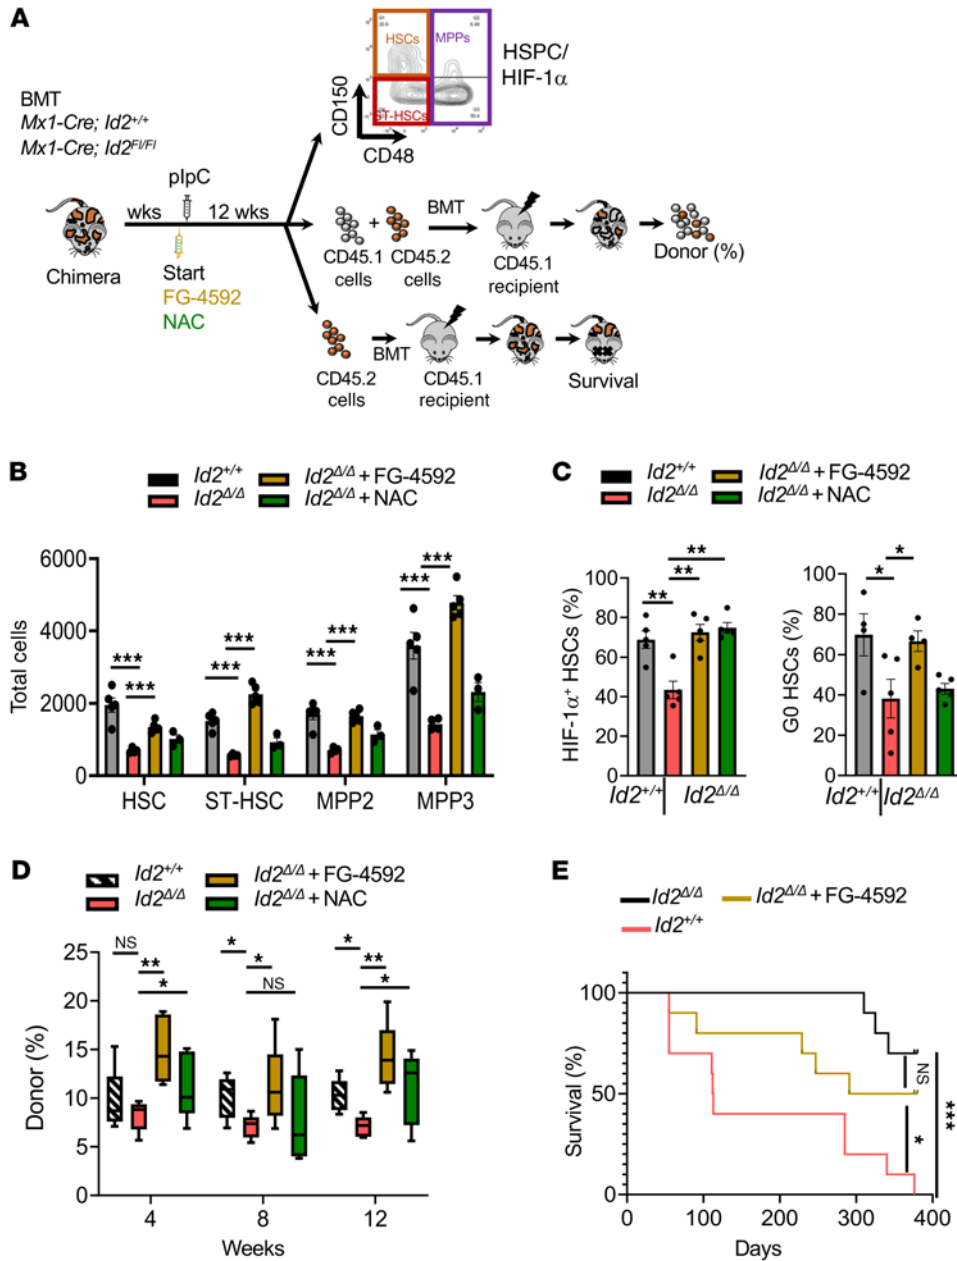 A
BMT
Mx1-Cre; Id2+/+
Mx1-Cre; Id2Fl/Fl
Chimera
wks
pIpC
12 wks
Start
FG-4592
NAC
HSCs
MPPs
ST-HSCs
CD150
CD48
HSPC/
HIF-1α
+
BMT
CD45.1
cells
CD45.2
cells
CD45.1
recipient
Donor (%)
CD45.2
cells
BMT
CD45.1
recipient
Survival
B
Id2+/+
Id2Δ/Δ + FG-4592
Id2Δ/Δ
Id2Δ/Δ + NAC
Total cells
6000
4000
2000
0
*** *** *** *** *** *** *** ***
HSC ST-HSC MPP2 MPP3
C
Id2+/+
Id2Δ/Δ + FG-4592
Id2Δ/Δ
Id2Δ/Δ + NAC
HIF-1α+ HSCs (%)
100
80
60
40
20
0
** ** **
Id2+/+ Id2Δ/Δ
G0 HSCs (%)
100
80
60
40
20
0
* *
Id2+/+ Id2Δ/Δ
D
Id2+/+
Id2Δ/Δ + FG-4592
Id2Δ/Δ
Id2Δ/Δ + NAC
Donor (%)
25
20
15
10
5
0
NS ** *
* * NS
* ** *
4 8 12
Weeks
E
Id2Δ/Δ
Id2Δ/Δ + FG-4592
Id2+/+
Survival (%)
100
50
0
NS
*
***
0 100 200 300 400
Days